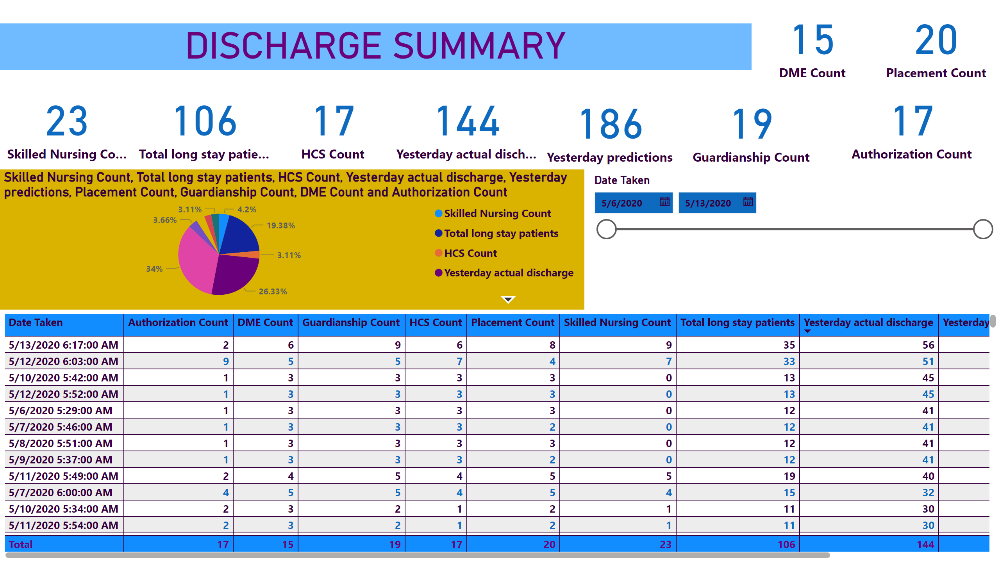 DISCHARGE SUMMARY
15
DME Count
20
Placement Count
23
Skilled Nursing Co...
106
Total long stay patie...
17
HCS Count
144
Yesterday actual disch...
186
Yesterday predictions
19
Guardianship Count
17
Authorization Count
Skilled Nursing Count, Total long stay patients, HCS Count, Yesterday actual discharge, Yesterday
predictions, Placement Count, Guardianship Count, DME Count and Authorization Count
3.11%
4.2%
3.66%
19.38%
3.11%
34%
26.33%
Skilled Nursing Count
Total long stay patients
HCS Count
Yesterday actual discharge
Date Taken
5/6/2020
5/13/2020
Date Taken Authorization Count DME Count Guardianship Count HCS Count Placement Count Skilled Nursing Count Total long stay patients Yesterday actual discharge Yesterday
5/13/2020 6:17:00 AM 2 6 9 6 8 9 35 56
5/12/2020 6:03:00 AM 9 5 5 7 4 7 33 51
5/10/2020 5:42:00 AM 1 3 3 3 3 0 13 45
5/12/2020 5:52:00 AM 1 3 3 3 3 0 13 45
5/6/2020 5:29:00 AM 1 3 3 3 3 0 12 41
5/7/2020 5:46:00 AM 1 3 3 3 2 0 12 41
5/8/2020 5:51:00 AM 1 3 3 3 3 0 12 41
5/9/2020 5:37:00 AM 1 3 3 3 2 0 12 41
5/11/2020 5:49:00 AM 2 4 5 4 5 5 19 40
5/7/2020 6:00:00 AM 4 5 5 4 5 4 15 32
5/10/2020 5:34:00 AM 2 3 2 1 2 1 11 30
5/11/2020 5:54:00 AM 2 3 2 1 2 1 11 30
Total 17 15 19 17 20 23 106 144